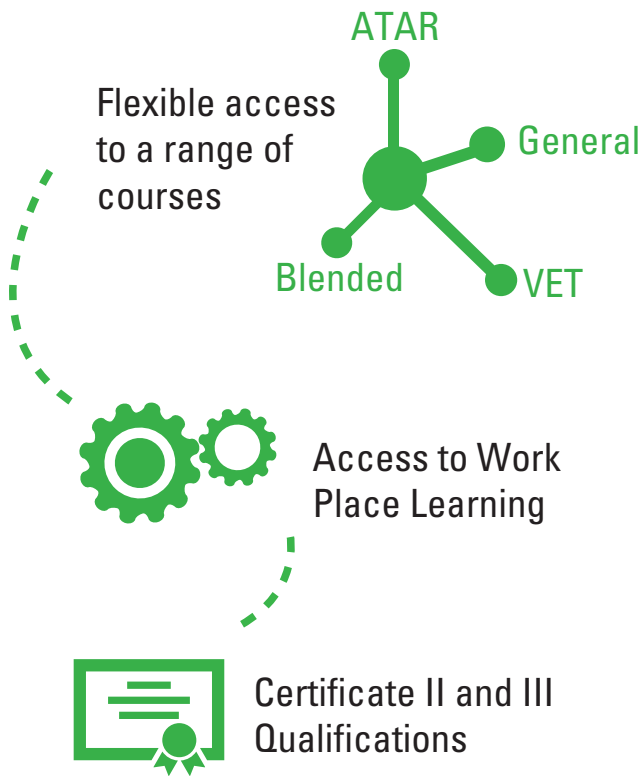 ATAR
Flexible access
to a range of
courses
General
Blended
VET
Access to Work
Place Learning
Certificate II and III
Qualifications